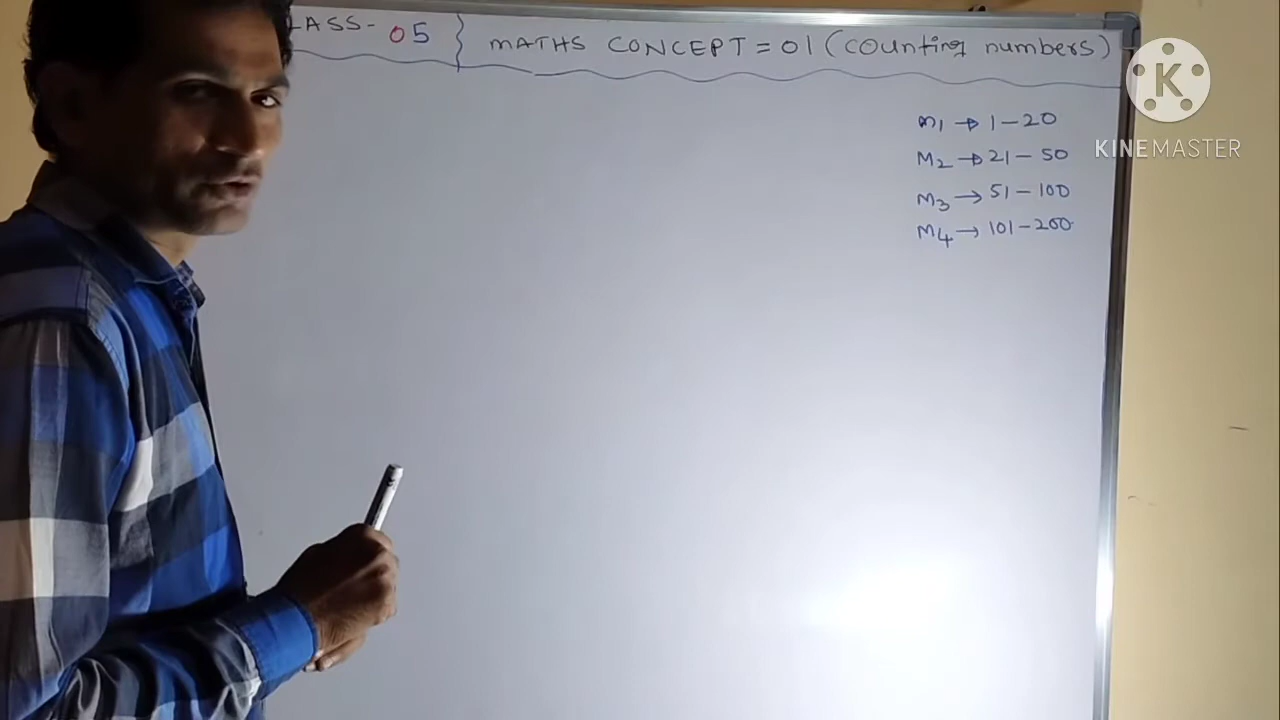 LASS- 05 MATHS CONCEPT = 01 (counting numbers)
M1 → 1-20
M2 → 21-50
M3 → 51-100
M4 → 101-200
K
KINEMASTER